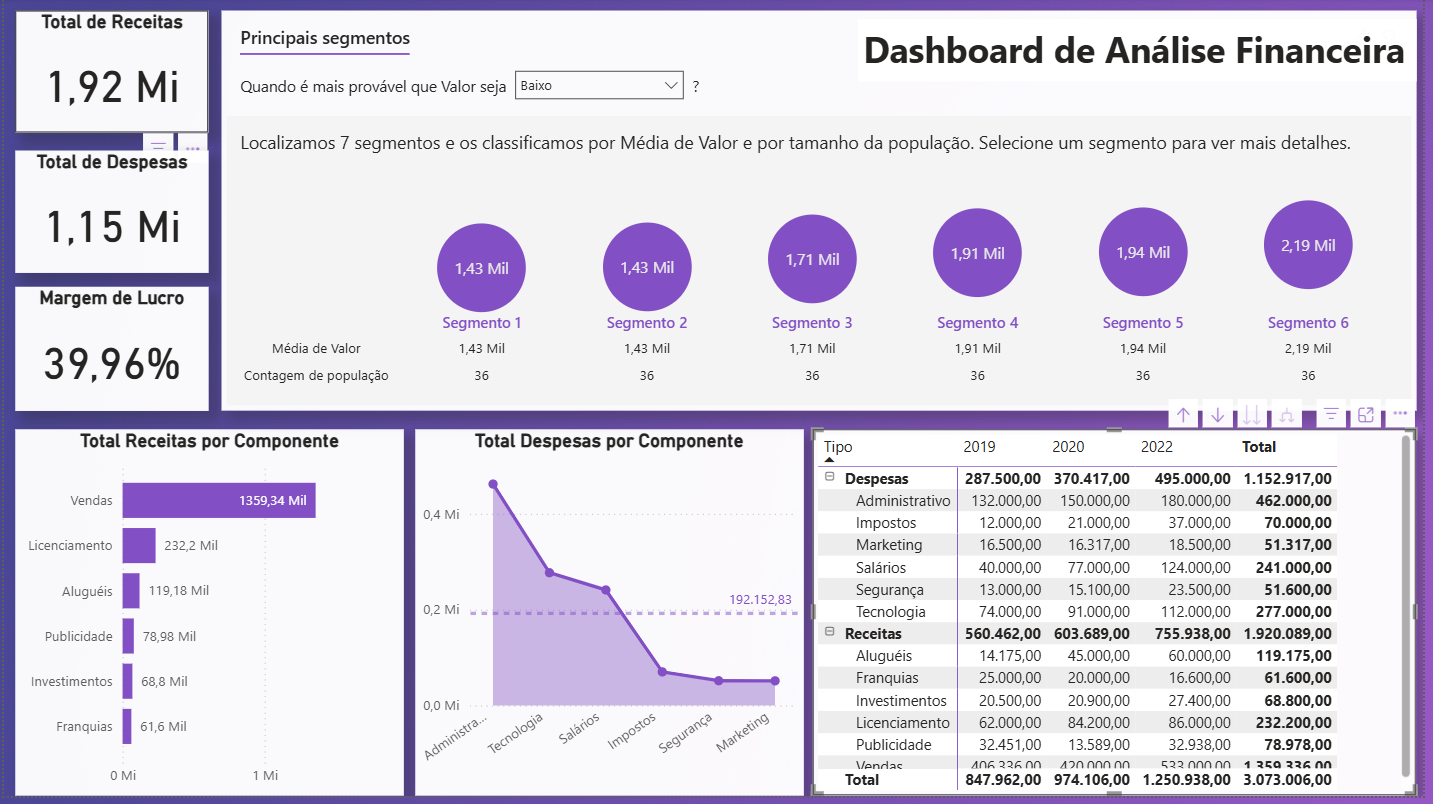 Total de Receitas
1,92 Mi
Total de Despesas
1,15 Mi
Margem de Lucro
39,96%
Principais segmentos
Dashboard de Análise Financeira
Quando é mais provável que Valor seja Baixo ?
Localizamos 7 segmentos e os classificamos por Média de Valor e por tamanho da população. Selecione um segmento para ver mais detalhes.
1,43 Mil 1,43 Mil 1,71 Mil 1,91 Mil 1,94 Mil 2,19 Mil
Segmento 1 Segmento 2 Segmento 3 Segmento 4 Segmento 5 Segmento 6
Média de Valor 1,43 Mil 1,43 Mil 1,71 Mil 1,91 Mil 1,94 Mil 2,19 Mil
Contagem de população 36 36 36 36 36 36
Total Receitas por Componente
Vendas 1359,34 Mil
Licenciamento 232,2 Mil
Aluguéis 119,18 Mil
Publicidade 78,98 Mil
Investimentos 68,8 Mil
Franquias 61,6 Mil
0 Mi 1 Mi
Total Despesas por Componente
0,4 Mi
192.152,83
0,2 Mi
0,0 Mi
Administra... Tecnologia Salários Impostos Segurança Marketing
Tipo 2019 2020 2022 Total
Despesas 287.500,00 370.417,00 495.000,00 1.152.917,00
Administrativo 132.000,00 150.000,00 180.000,00 462.000,00
Impostos 12.000,00 21.000,00 37.000,00 70.000,00
Marketing 16.500,00 16.317,00 18.500,00 51.317,00
Salários 40.000,00 77.000,00 124.000,00 241.000,00
Segurança 13.000,00 15.100,00 23.500,00 51.600,00
Tecnologia 74.000,00 91.000,00 112.000,00 277.000,00
Receitas 560.462,00 603.689,00 755.938,00 1.920.089,00
Aluguéis 14.175,00 45.000,00 60.000,00 119.175,00
Franquias 25.000,00 20.000,00 16.600,00 61.600,00
Investimentos 20.500,00 20.900,00 27.400,00 68.800,00
Licenciamento 62.000,00 84.200,00 86.000,00 232.200,00
Publicidade 32.451,00 13.589,00 32.938,00 78.978,00
Vendas 406.336,00 420.000,00 533.000,00 1.359.336,00
Total 847.962,00 974.106,00 1.250.938,00 3.073.006,00